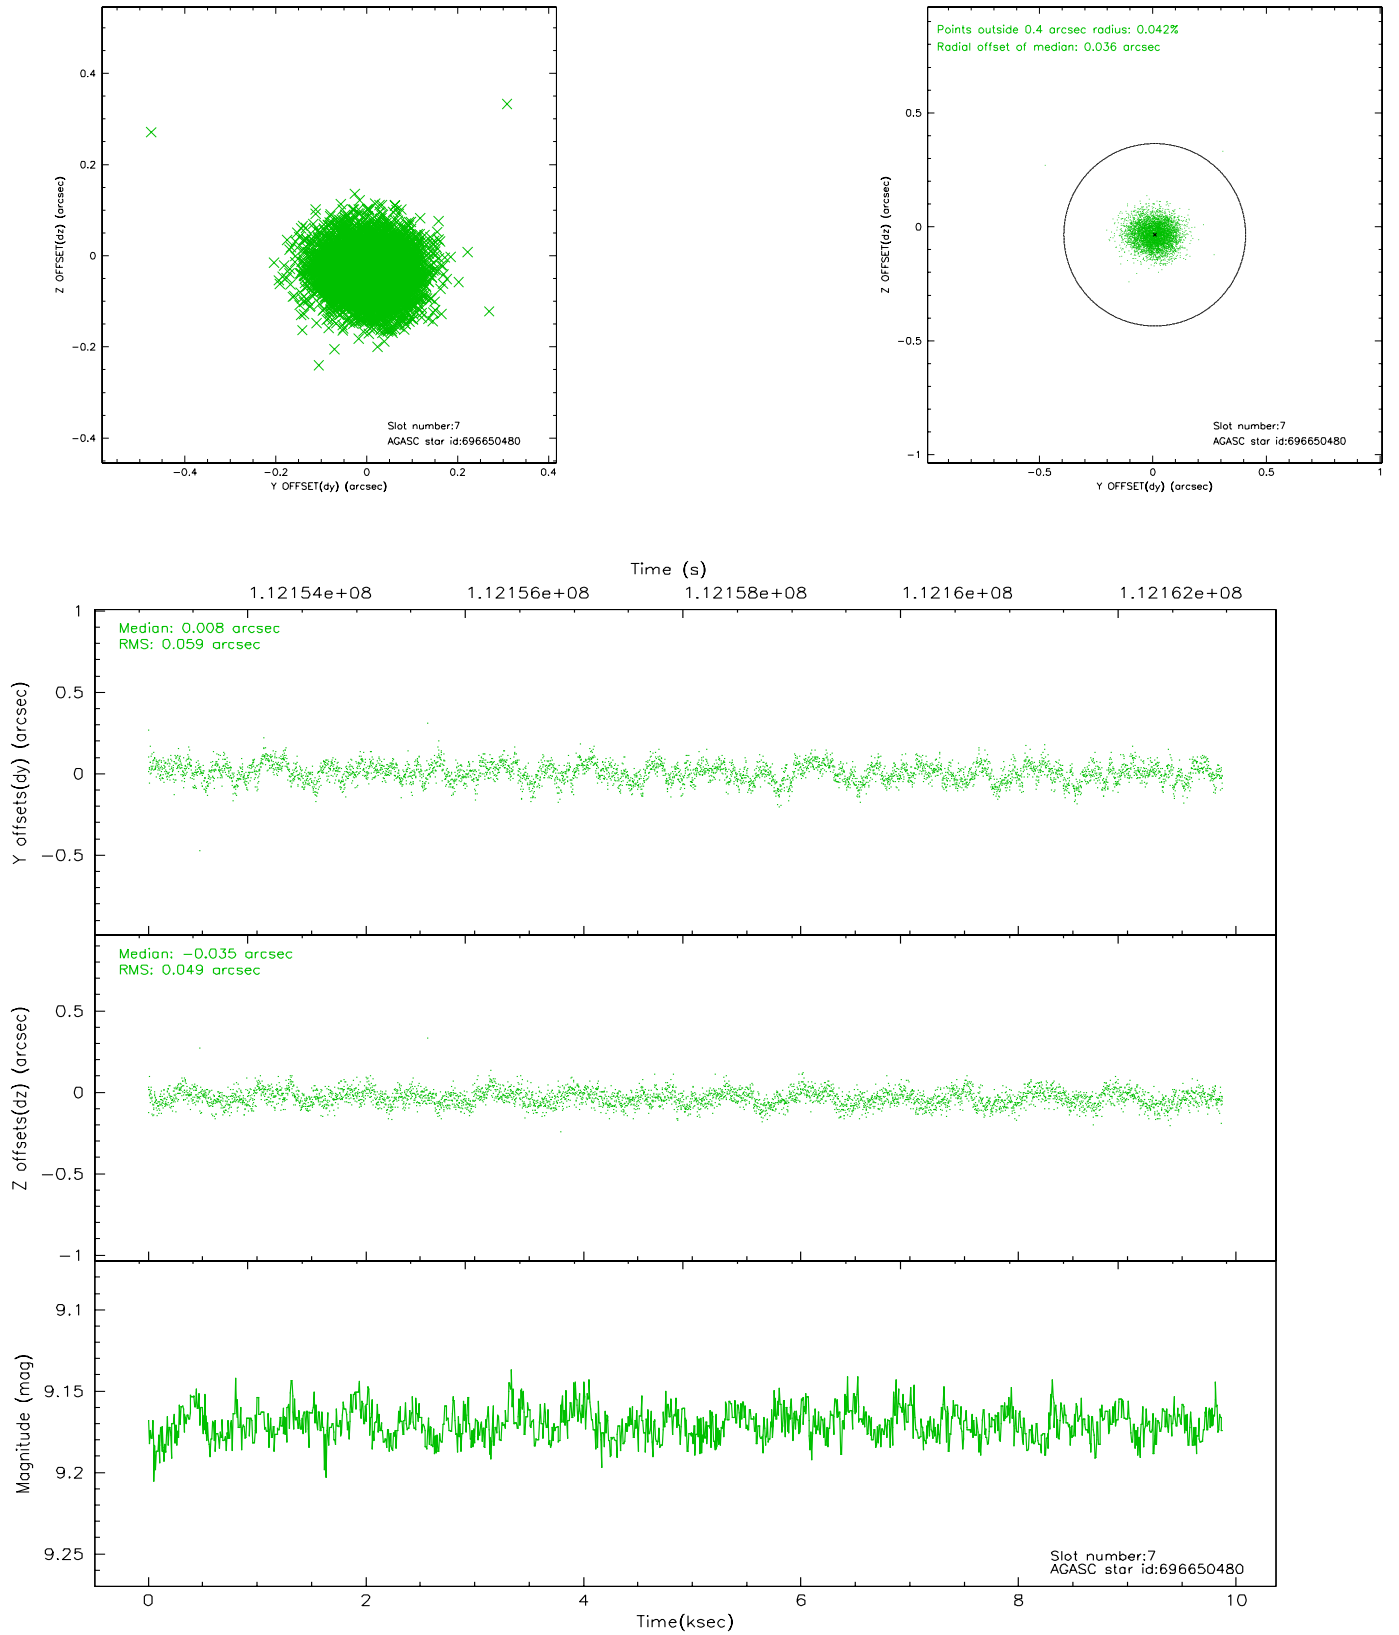 0.4
0.2
0
−0.2
−0.4
Z OFFSET(dz) (arcsec)
−0.4
−0.2
0
0.2
0.4
Y OFFSET(dy) (arcsec)
Slot number:7
AGASC star id:696650480
Points outside 0.4 arcsec radius: 0.042%
Radial offset of median: 0.036 arcsec
0.5
0
−0.5
−1
Z OFFSET(dz) (arcsec)
−0.5
0
0.5
1
Y OFFSET(dy) (arcsec)
Slot number:7
AGASC star id:696650480
Time (s)
1.12154e+08
1.12156e+08
1.12158e+08
1.1216e+08
1.12162e+08
Median: 0.008 arcsec
RMS: 0.059 arcsec
1
0.5
0
−0.5
Y offsets(dy) (arcsec)
Median: −0.035 arcsec
RMS: 0.049 arcsec
0.5
0
−0.5
−1
Z offsets(dz) (arcsec)
9.1
9.15
9.2
9.25
Magnitude (mag)
Slot number:7
AGASC star id:696650480
0
2
4
6
8
10
Time(ksec)